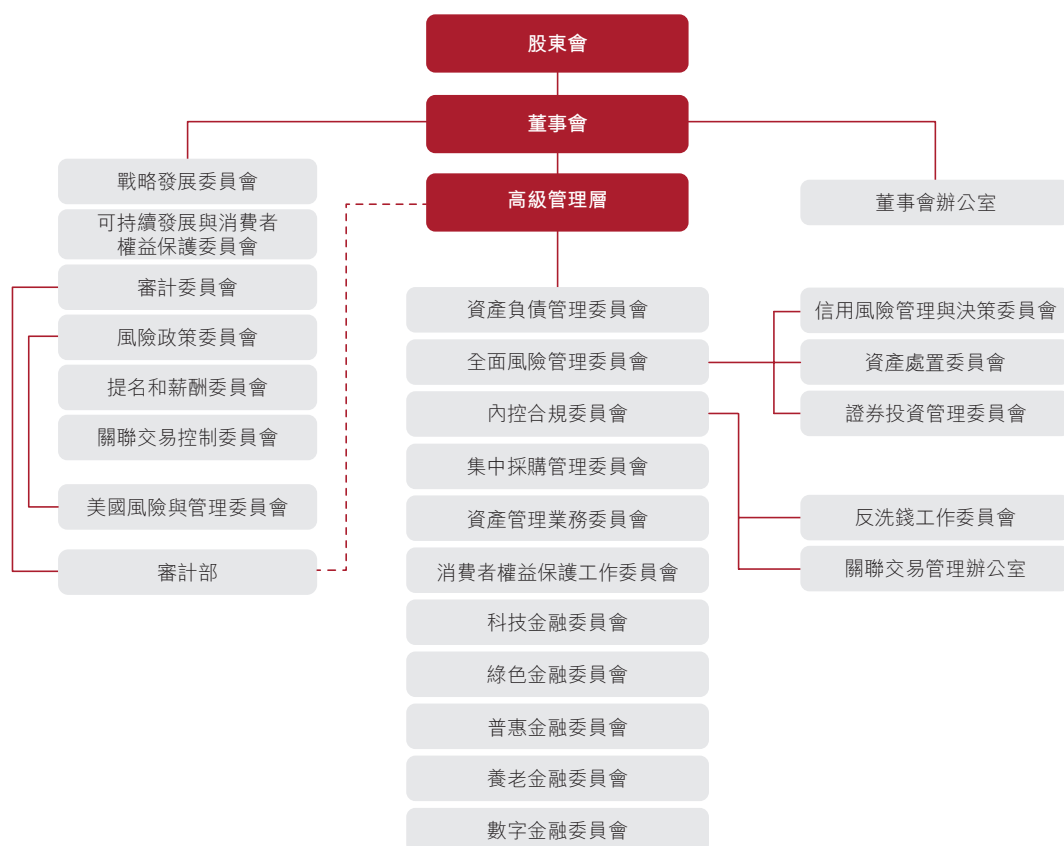 股東會
董事會
高級管理層
戰略發展委員會
可持續發展與消費者
權益保護委員會
審計委員會
風險政策委員會
提名和薪酬委員會
關聯交易控制委員會
美國風險與管理委員會
審計部
董事會辦公室
資產負債管理委員會
全面風險管理委員會
內控合規委員會
集中採購管理委員會
資產管理業務委員會
消費者權益保護工作委員會
科技金融委員會
綠色金融委員會
普惠金融委員會
養老金融委員會
數字金融委員會
信用風險管理與決策委員會
資產處置委員會
證券投資管理委員會
反洗錢工作委員會
關聯交易管理辦公室